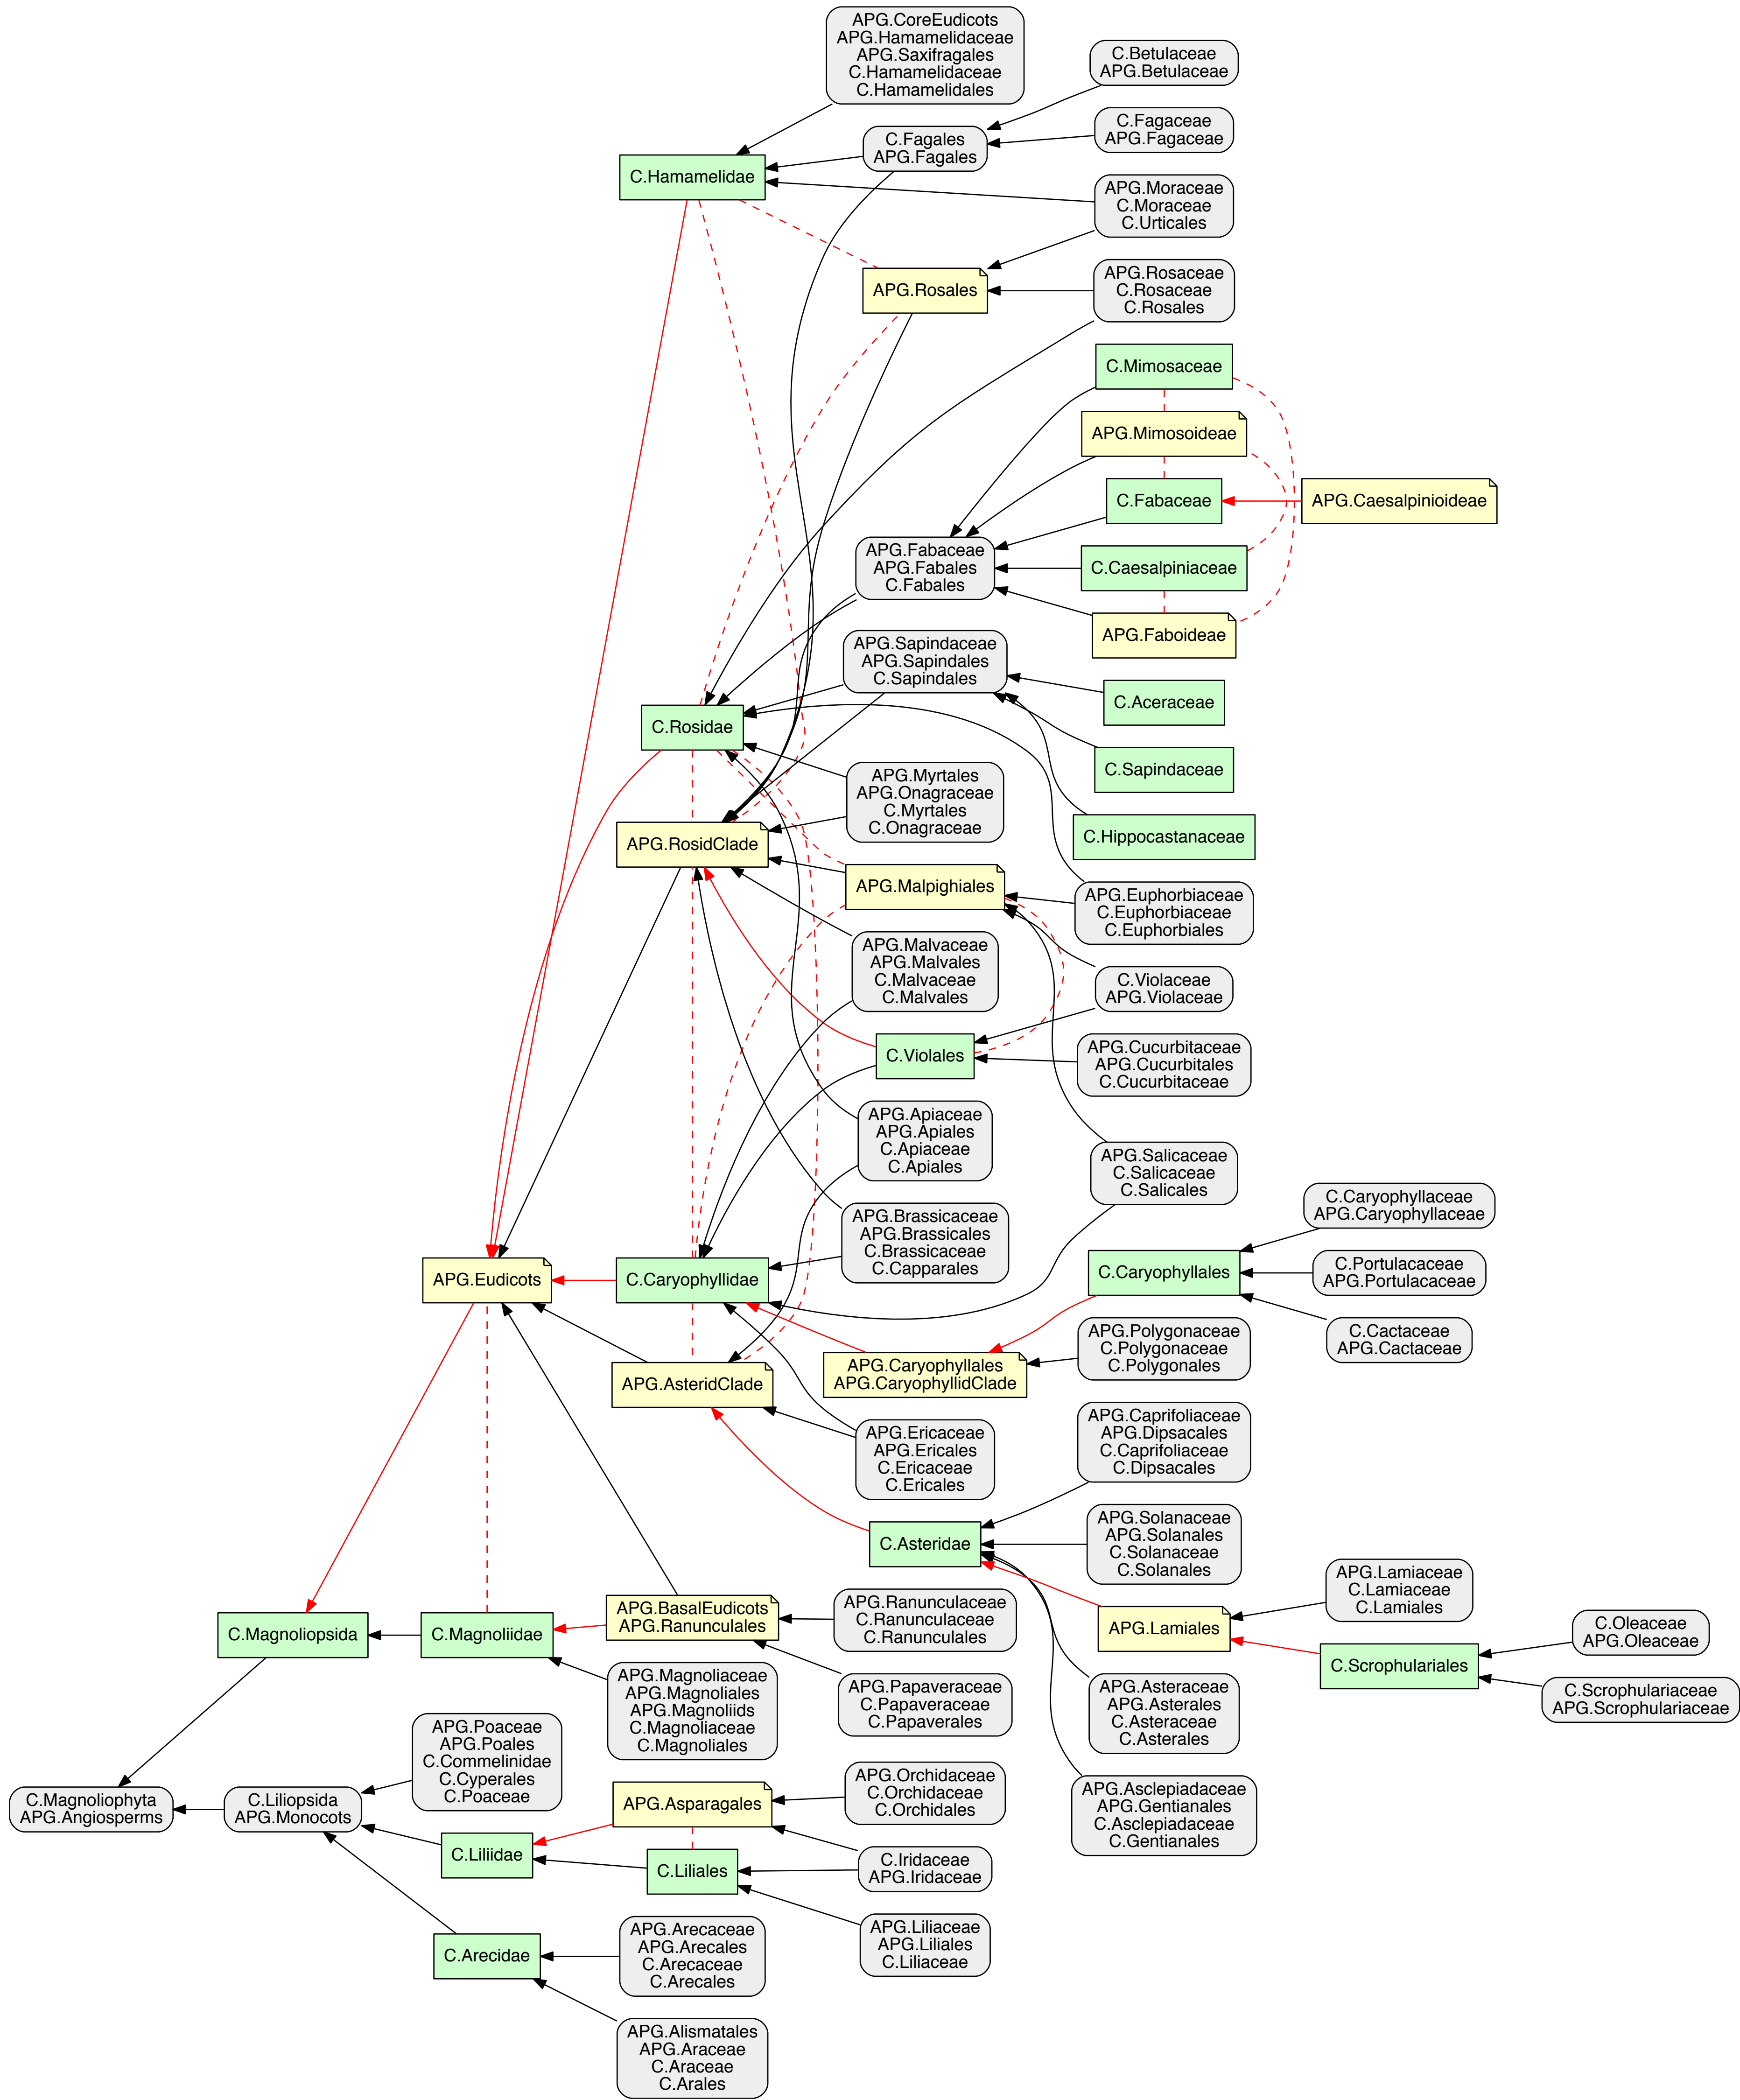 APG.CoreEudicots
APG.Hamamelidaceae
APG.Saxifragales
C.Hamamelidaceae
C.Hamamelidales
C.Betulaceae
APG.Betulaceae
C.Fagaceae
APG.Fagaceae
C.Fagales
APG.Fagales
C.Hamamelidae
APG.Moraceae
C.Moraceae
C.Urticales
APG.Rosales
APG.Rosaceae
C.Rosaceae
C.Rosales
C.Mimosaceae
APG.Mimosoideae
C.Fabaceae
APG.Caesalpinioideae
APG.Fabaceae
APG.Fabales
C.Fabales
C.Caesalpiniaceae
APG.Faboideae
APG.Sapindaceae
APG.Sapindales
C.Sapindales
C.Aceraceae
C.Rosidae
C.Sapindaceae
APG.Myrtales
APG.Onagraceae
C.Myrtales
C.Onagraceae
C.Hippocastanaceae
APG.RosidClade
APG.Malpighiales
APG.Euphorbiaceae
C.Euphorbiaceae
C.Euphorbiales
APG.Malvaceae
APG.Malvales
C.Malvaceae
C.Malvales
C.Violaceae
APG.Violaceae
C.Violales
APG.Cucurbitaceae
APG.Cucurbitales
C.Cucurbitaceae
APG.Apiaceae
APG.Apiales
C.Apiaceae
C.Apiales
APG.Salicaceae
C.Salicaceae
C.Salicales
APG.Brassicaceae
APG.Brassicales
C.Brassicaceae
C.Capparales
C.Caryophyllaceae
APG.Caryophyllaceae
APG.Eudicots
C.Caryophyllidae
C.Caryophyllales
C.Portulacaceae
APG.Portulacaceae
C.Cactaceae
APG.Cactaceae
APG.Polygonaceae
C.Polygonaceae
C.Polygonales
APG.AsteridClade
APG.Caryophyllales
APG.CaryophyllidClade
APG.Caprifoliaceae
APG.Dipsacales
C.Caprifoliaceae
C.Dipsacales
APG.Ericaceae
APG.Ericales
C.Ericaceae
C.Ericales
C.Asteridae
APG.Solanaceae
APG.Solanales
C.Solanaceae
C.Solanales
APG.Lamiaceae
C.Lamiaceae
C.Lamiales
APG.BasalEudicots
APG.Ranunculales
APG.Ranunculaceae
C.Ranunculaceae
C.Ranunculales
APG.Lamiales
C.Oleaceae
APG.Oleaceae
C.Magnoliopsida
C.Magnoliidae
C.Scrophulariales
APG.Magnoliaceae
APG.Magnoliales
APG.Magnoliids
C.Magnoliaceae
C.Magnoliales
APG.Papaveraceae
C.Papaveraceae
C.Papaverales
APG.Asteraceae
APG.Asterales
C.Asteraceae
C.Asterales
C.Scrophulariaceae
APG.Scrophulariaceae
APG.Poaceae
APG.Poales
C.Commelinidae
C.Cyperales
C.Poaceae
C.Magnoliophyta
APG.Angiosperms
C.Liliopsida
APG.Monocots
APG.Asparagales
APG.Orchidaceae
C.Orchidaceae
C.Orchidales
APG.Asclepiadaceae
APG.Gentianales
C.Asclepiadaceae
C.Gentianales
C.Liliidae
C.Liliales
C.Iridaceae
APG.Iridaceae
C.Arecidae
APG.Arecaceae
APG.Arecales
C.Arecaceae
C.Arecales
APG.Liliaceae
APG.Liliales
C.Liliaceae
APG.Alismatales
APG.Araceae
C.Araceae
C.Arales